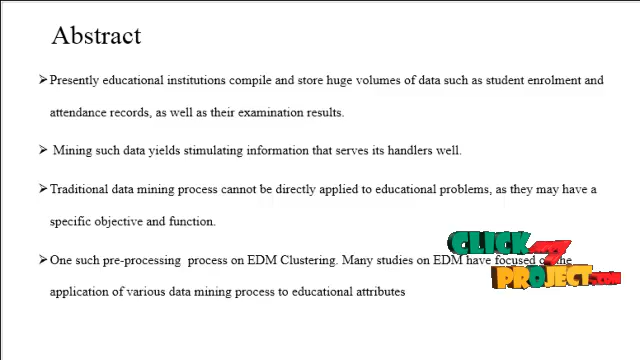 Abstract
➢Presently educational institutions compile and store huge volumes of data such as student enrolment and
attendance records, as well as their examination results.
➢ Mining such data yields stimulating information that serves its handlers well.
➢Traditional data mining process cannot be directly applied to educational problems, as they may have a
specific objective and function.
➢One such pre-processing process on EDM Clustering. Many studies on EDM have focused on the
application of various data mining process to educational attributes
CLICK MY
PROJECT.COM